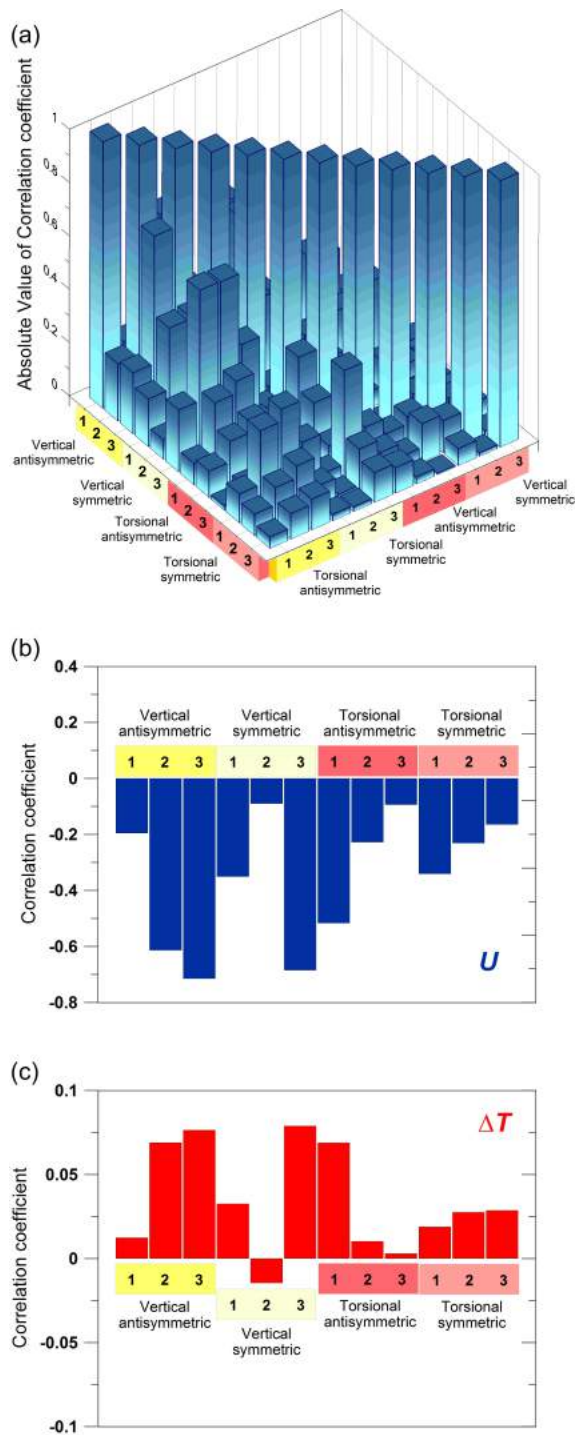 (a)
Absolute Value of Correlation coefficient
1
0.8
0.6
0.4
0.2
0
1 2 3
Vertical
antisymmetric
1 2 3
Vertical
symmetric
1 2 3
Torsional
antisymmetric
1 2 3
Torsional
symmetric
1 2 3
Torsional
antisymmetric
1 2 3
Torsional
symmetric
1 2 3
Vertical
antisymmetric
1 2 3
Vertical
symmetric
(b)
Correlation coefficient
0.4
0.2
0
-0.2
-0.4
-0.6
-0.8
Vertical
antisymmetric
Vertical
symmetric
Torsional
antisymmetric
Torsional
symmetric
1 2 3 1 2 3 1 2 3 1 2 3
U
(c)
Correlation coefficient
0.1
0.05
0
-0.05
-0.1
ΔT
1 2 3 1 2 3 1 2 3 1 2 3
Vertical
antisymmetric
Vertical
symmetric
Torsional
antisymmetric
Torsional
symmetric